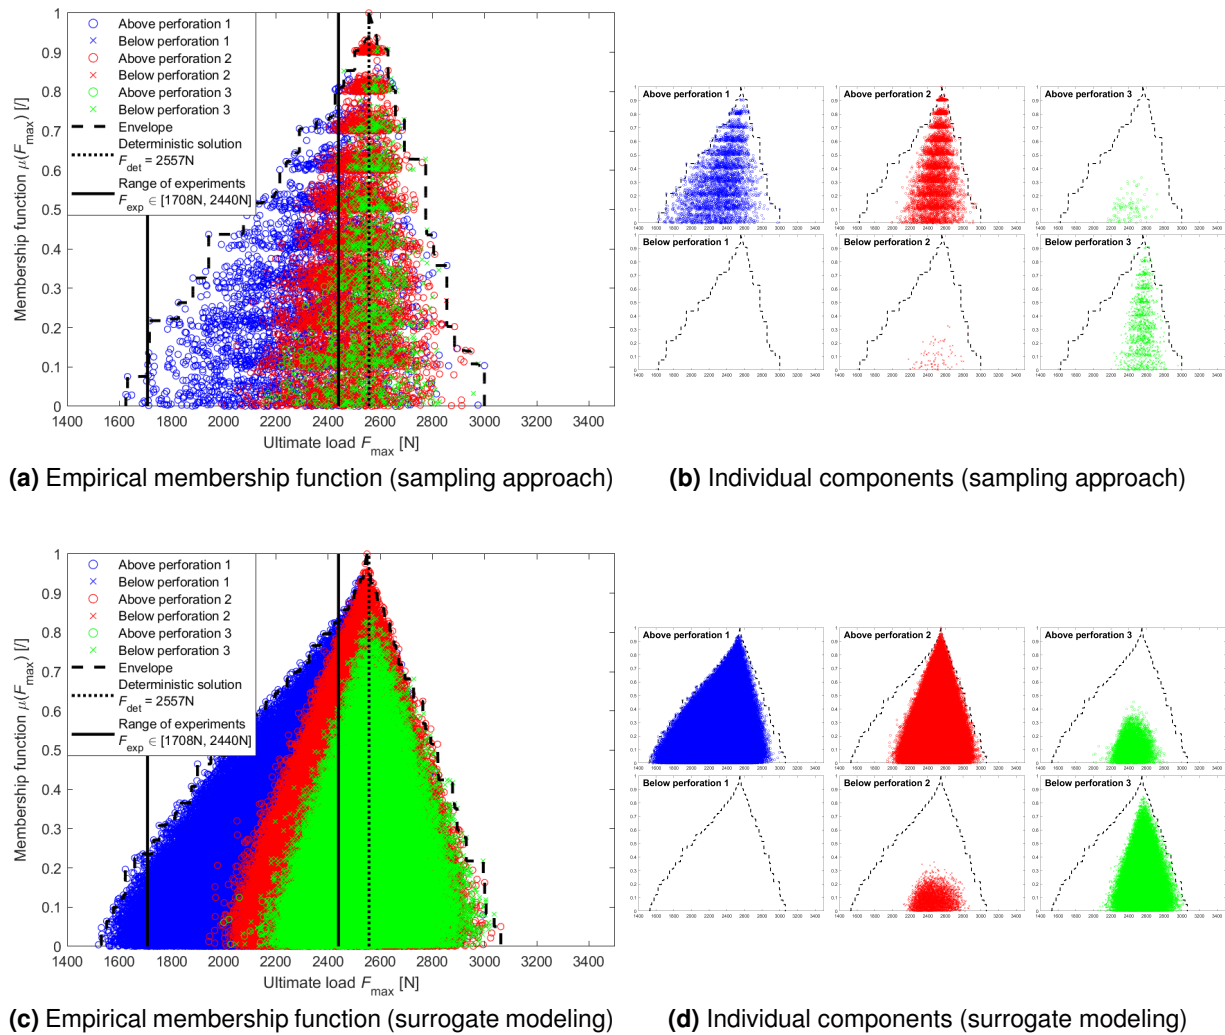 Above perforation 1
Below perforation 1
Above perforation 2
Below perforation 2
Above perforation 3
Below perforation 3
Envelope
Deterministic solution
F_det = 2557N
Range of experiments
F_exp ∈ [1708N, 2440N]
Membership function μ(F_max) [/]
1
0.9
0.8
0.7
0.6
0.5
0.4
0.3
0.2
0.1
0
1400 1600 1800 2000 2200 2400 2600 2800 3000 3200 3400
Ultimate load F_max [N]
(a) Empirical membership function (sampling approach)
Above perforation 1
Above perforation 2
Above perforation 3
Below perforation 1
Below perforation 2
Below perforation 3
(b) Individual components (sampling approach)
Above perforation 1
Below perforation 1
Above perforation 2
Below perforation 2
Above perforation 3
Below perforation 3
Envelope
Deterministic solution
F_det = 2557N
Range of experiments
F_exp ∈ [1708N, 2440N]
Membership function μ(F_max) [/]
1
0.9
0.8
0.7
0.6
0.5
0.4
0.3
0.2
0.1
0
1400 1600 1800 2000 2200 2400 2600 2800 3000 3200 3400
Ultimate load F_max [N]
(c) Empirical membership function (surrogate modeling)
Above perforation 1
Above perforation 2
Above perforation 3
Below perforation 1
Below perforation 2
Below perforation 3
(d) Individual components (surrogate modeling)